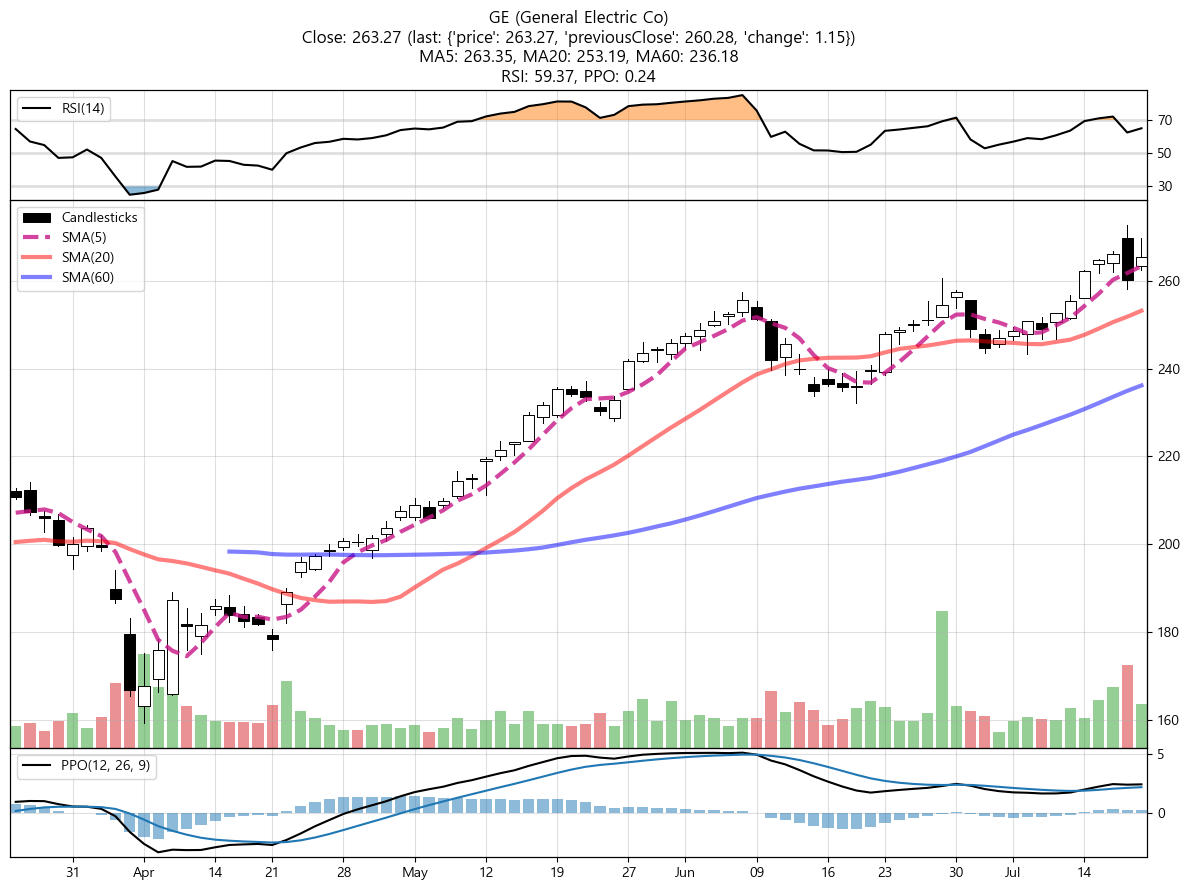 GE (General Electric Co)
Close: 263.27 (last: {'price': 263.27, 'previousClose': 260.28, 'change': 1.15})
MA5: 263.35, MA20: 253.19, MA60: 236.18
RSI: 59.37, PPO: 0.24
RSI(14)
70
50
30
Candlesticks
SMA(5)
SMA(20)
SMA(60)
260
240
220
200
180
160
PPO(12, 26, 9)
5
0
31 Apr 14 21 28 May 12 19 27 Jun 09 16 23 30 Jul 14